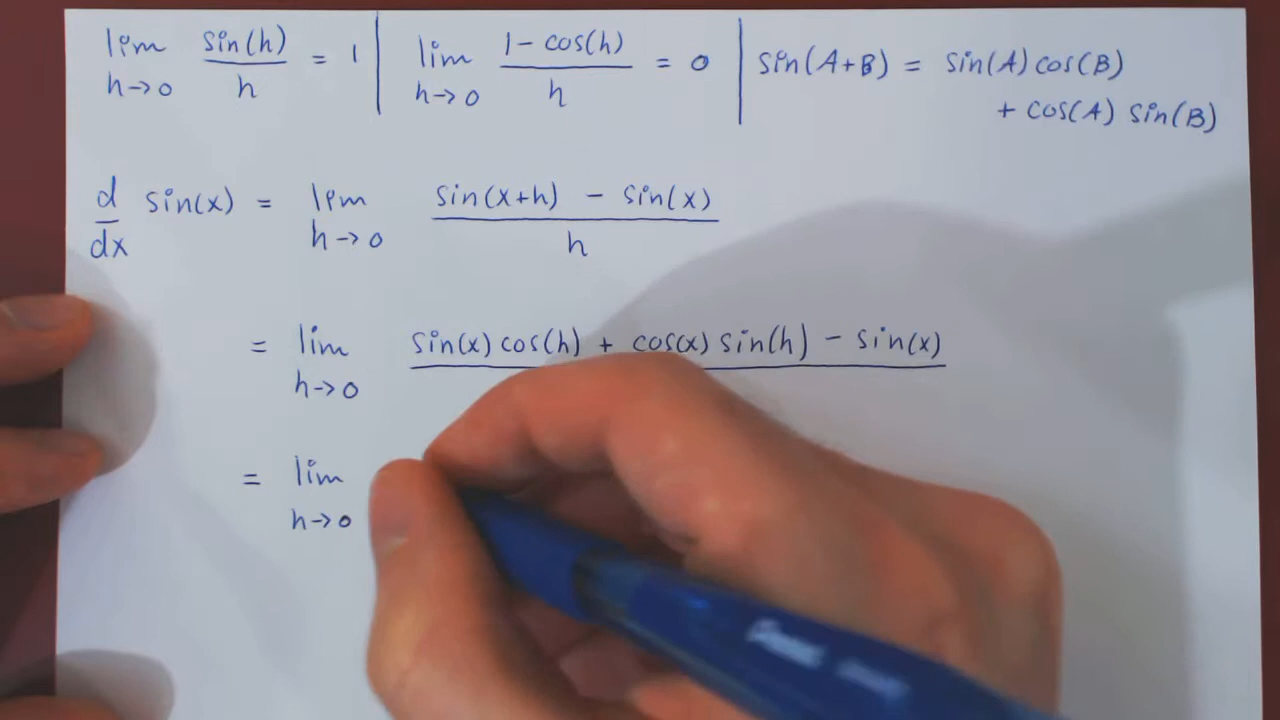 lim h→0 sin(h)/h = 1 | lim h→0 1 - cos(h)/h = 0 | sin(A+B) = sin(A) cos(B)
+ cos(A) sin(B)
d/dx sin(x) = lim h→0 sin(x+h) - sin(x)/h
= lim h→0 sin(x) cos(h) + cos(x) sin(h) - sin(x)
= lim h→0